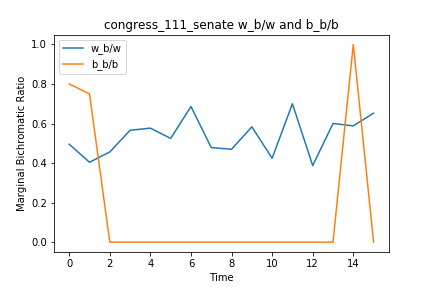 congress_111_senate w_b/w and b_b/b
w_b/w
b_b/b
Marginal Bichromatic Ratio
1.0
0.8
0.6
0.4
0.2
0.0
0 2 4 6 8 10 12 14
Time